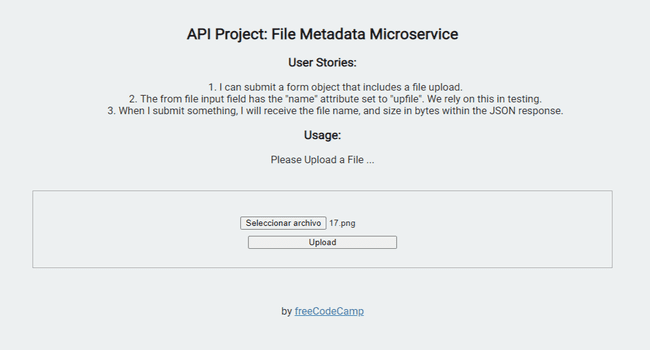 API Project: File Metadata Microservice
User Stories:
1. I can submit a form object that includes a file upload.
2. The from file input field has the "name" attribute set to "upfile". We rely on this in testing.
3. When I submit something, I will receive the file name, and size in bytes within the JSON response.
Usage:
Please Upload a File ...
Seleccionar archivo 17.png
Upload
by freeCodeCamp